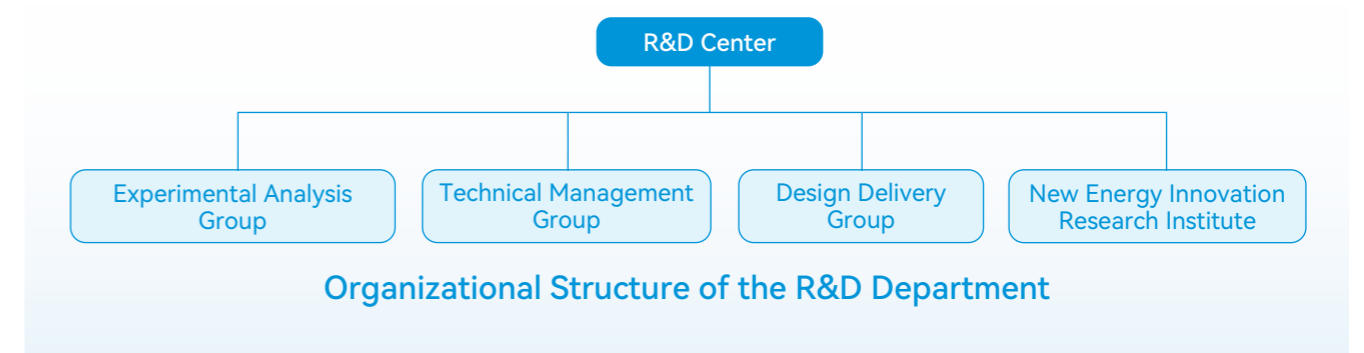 R&D Center
Experimental Analysis
Group
Technical Management
Group
Design Delivery
Group
New Energy Innovation
Research Institute
Organizational Structure of the R&D Department